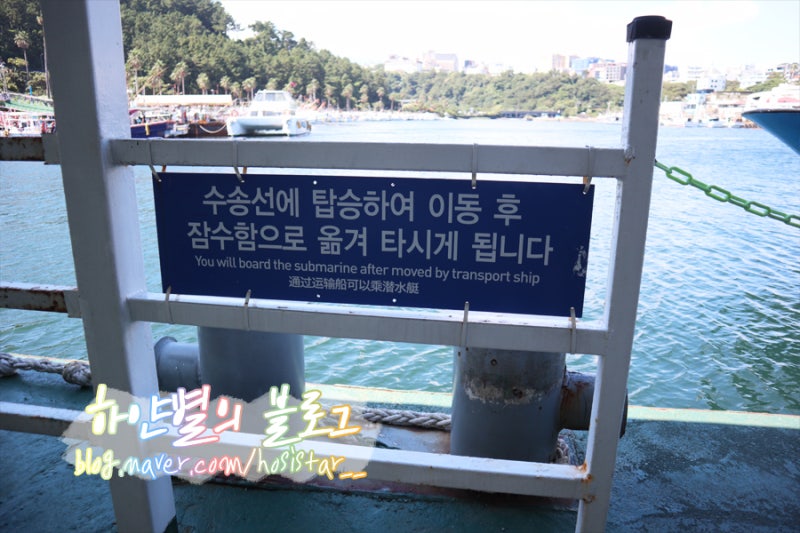 수송선에 탑승하여 이동 후
잠수함으로 옮겨 타시게 됩니다
You will board the submarine after moved by transport ship
通过运输船可以乘潜水艇
하얀별의 블로그
blog.naver.com/hosistar__